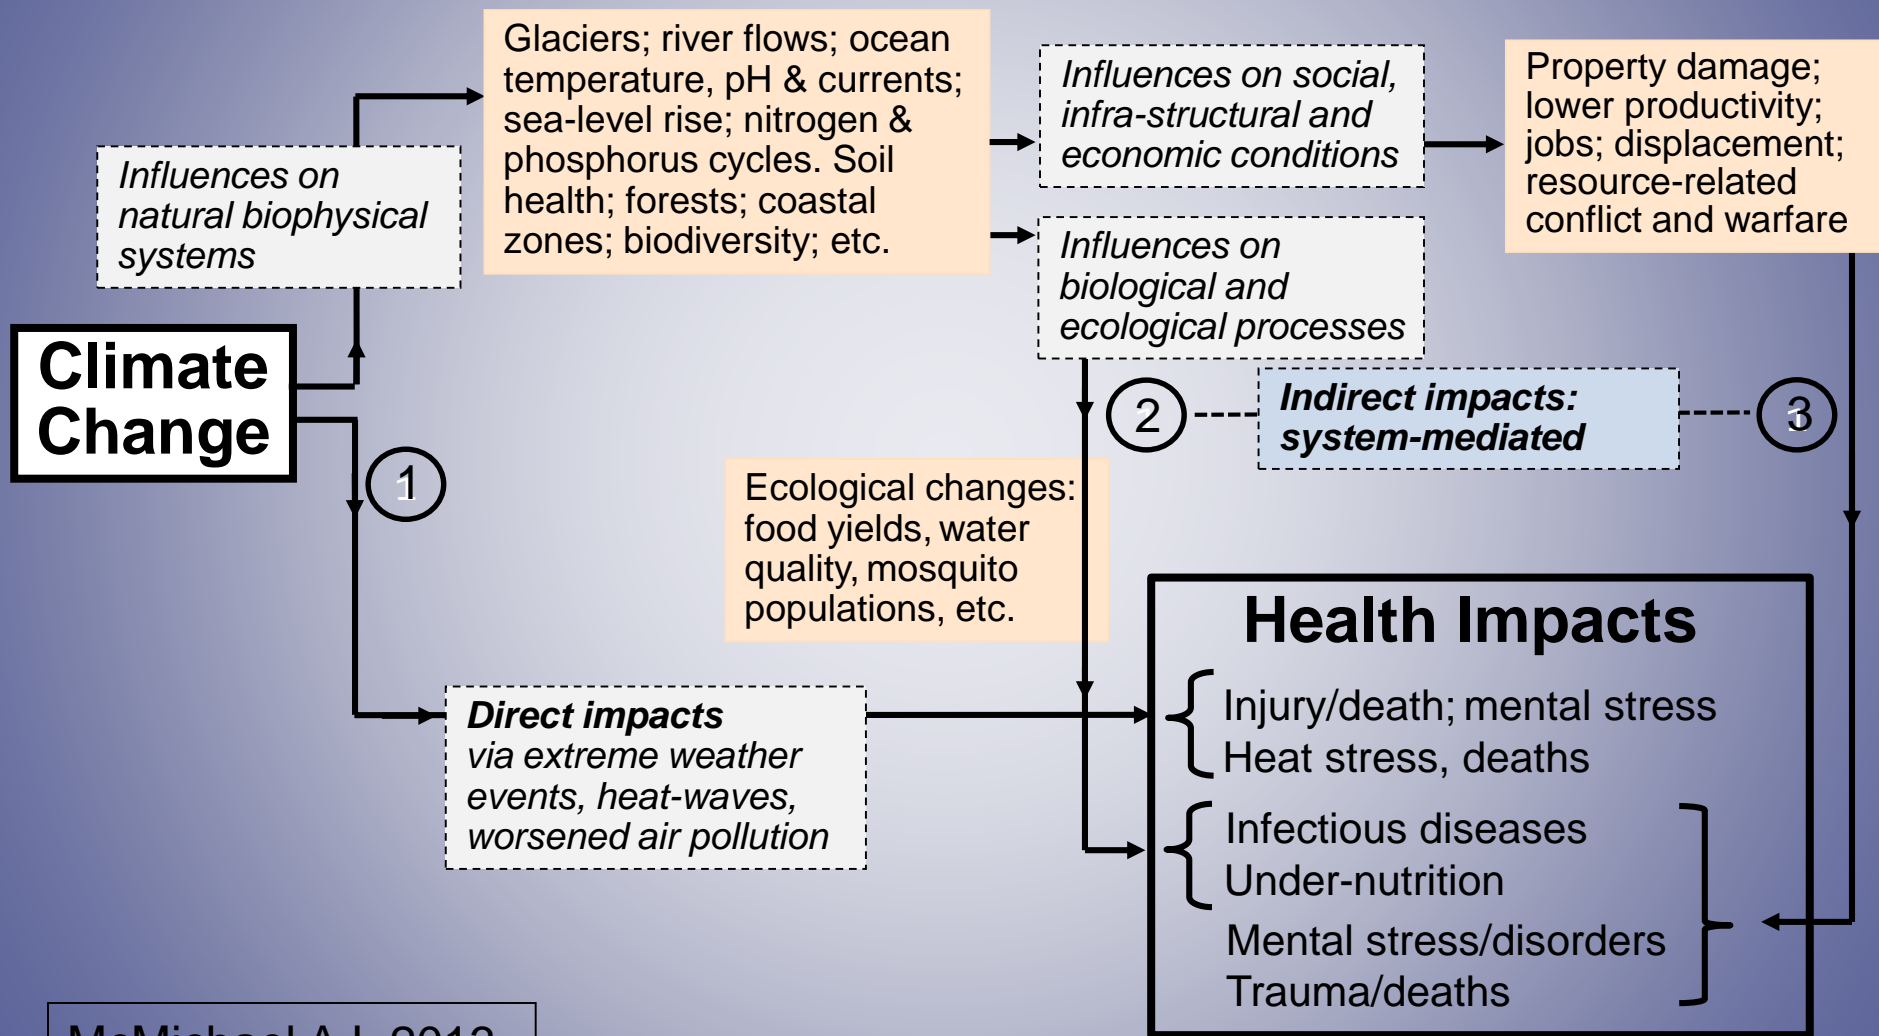 Glaciers; river flows; ocean
temperature, pH & currents;
sea-level rise; nitrogen &
phosphorus cycles. Soil
health; forests; coastal
zones; biodiversity; etc.
Influences on social,
infra-structural and
economic conditions
Property damage;
lower productivity;
jobs; displacement;
resource-related
conflict and warfare
Influences on
natural biophysical
systems
Influences on
biological and
ecological processes
Climate
Change
1
2
Indirect impacts:
system-mediated
3
Ecological changes:
food yields, water
quality, mosquito
populations, etc.
Direct impacts
via extreme weather
events, heat-waves,
worsened air pollution
Health Impacts
Injury/death; mental stress
Heat stress, deaths
Infectious diseases
Under-nutrition
Mental stress/disorders
Trauma/deaths
McMichael AJ, 2013